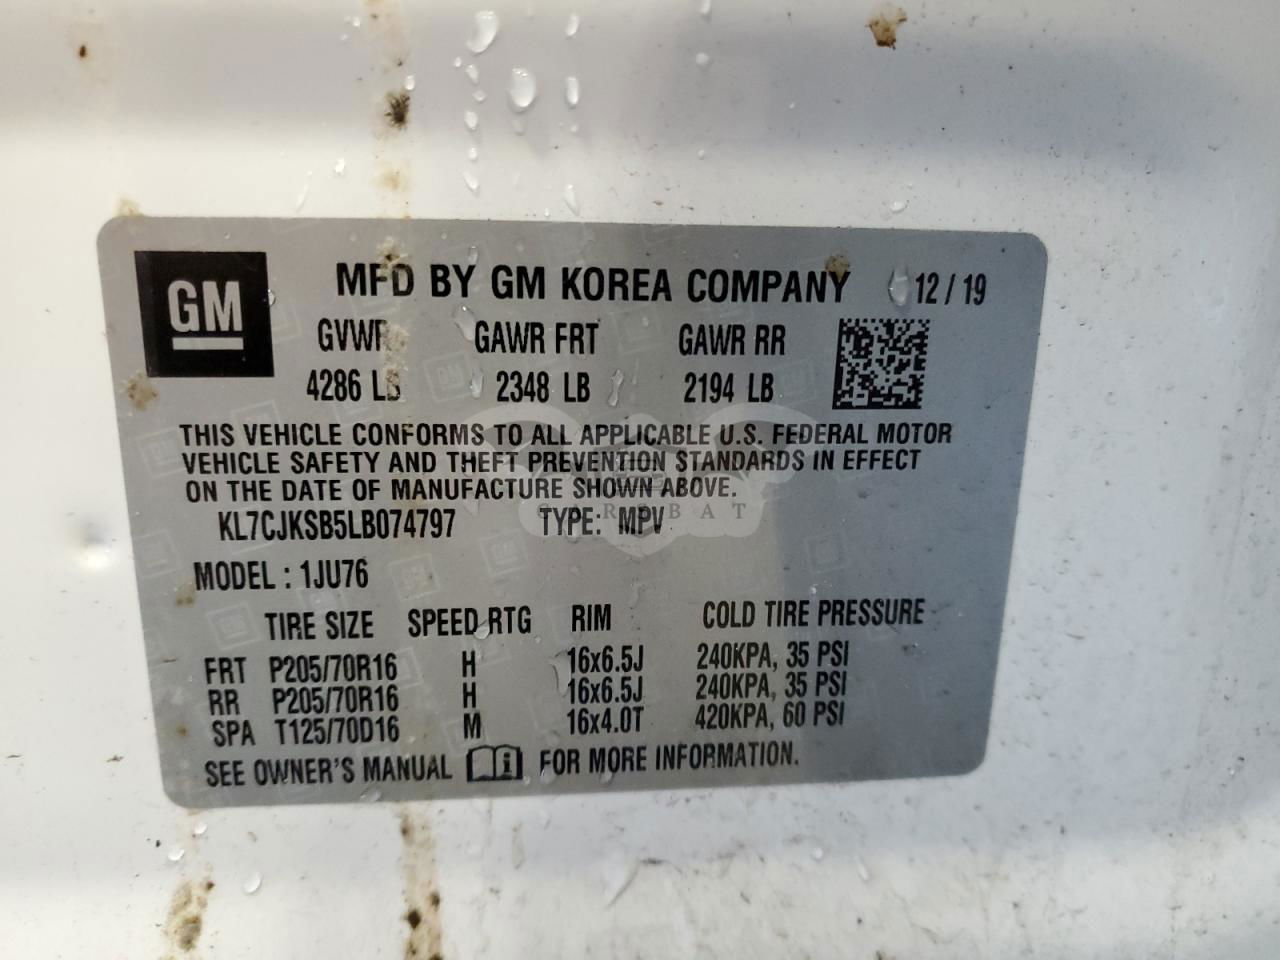 GM
MFD BY GM KOREA COMPANY 12 / 19
GVWR GAWR FRT GAWR RR
4286 LB 2348 LB 2194 LB
THIS VEHICLE CONFORMS TO ALL APPLICABLE U.S. FEDERAL MOTOR
VEHICLE SAFETY AND THEFT PREVENTION STANDARDS IN EFFECT
ON THE DATE OF MANUFACTURE SHOWN ABOVE.
KL7CJKSB5LB074797 TYPE: MPV
MODEL : 1JU76
TIRE SIZE SPEED RTG RIM COLD TIRE PRESSURE
FRT P205/70R16 H 16x6.5J 240KPA, 35 PSI
RR P205/70R16 H 16x6.5J 240KPA, 35 PSI
SPA T125/70D16 M 16x4.0T 420KPA, 60 PSI
SEE OWNER'S MANUAL i FOR MORE INFORMATION.